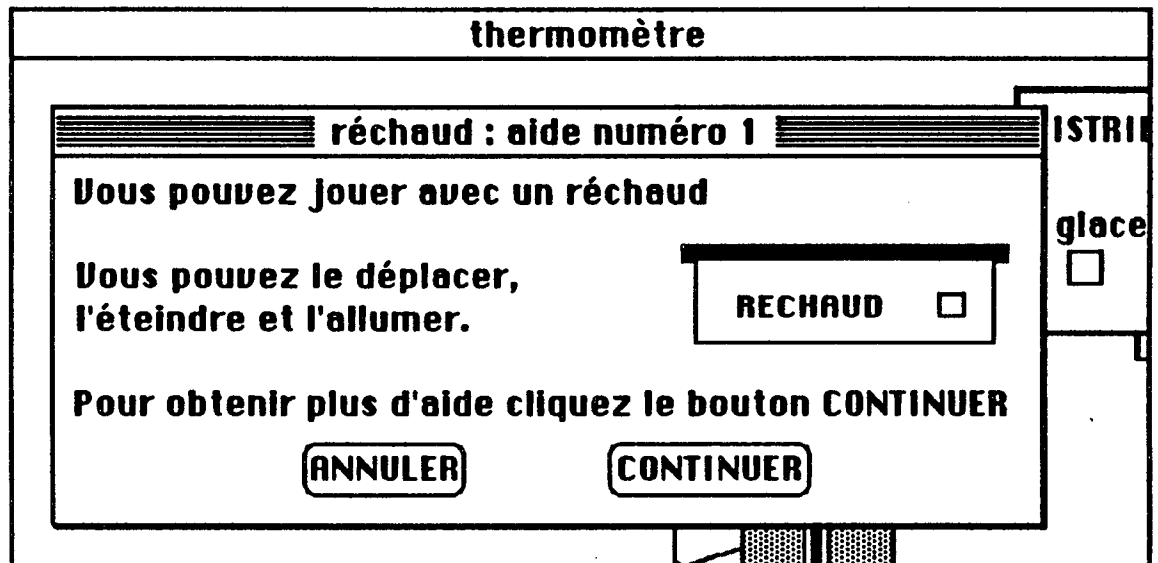 thermomètre
réchaud : aide numéro 1
ISTRI
Vous pouvez jouer avec un réchaud
glace
Vous pouvez le déplacer,
l'éteindre et l'allumer.
RECHAUD
Pour obtenir plus d'aide cliquez le bouton CONTINUER
ANNULER
CONTINUER